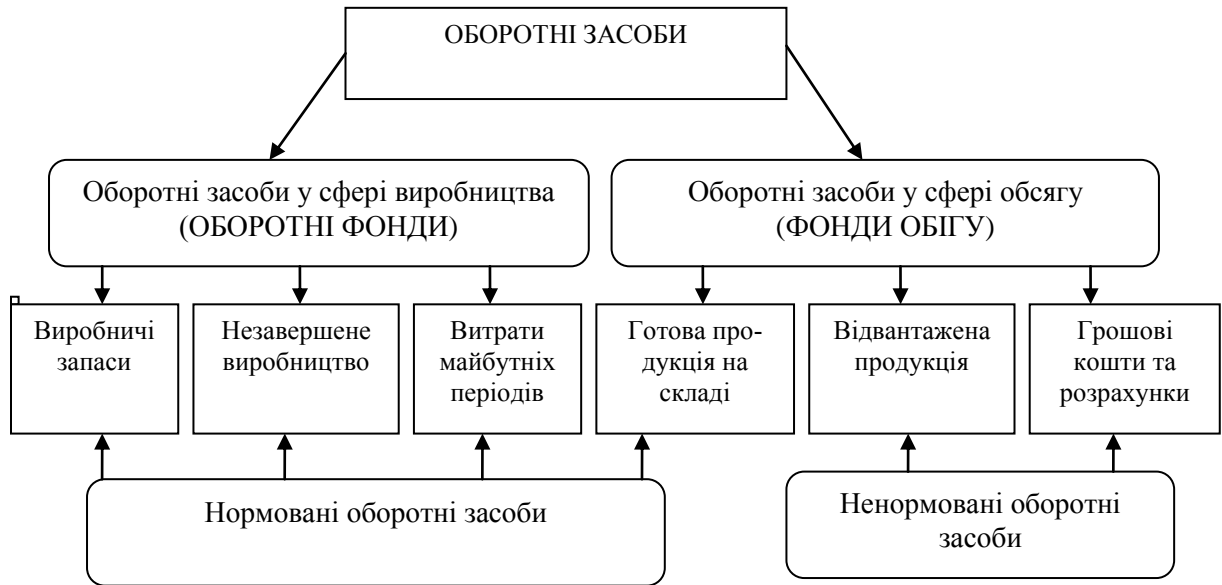 ОБОРОТНІ ЗАСОБИ
Оборотні засоби у сфері виробництва
(ОБОРОТНІ ФОНДИ)
Оборотні засоби у сфері обсягу
(ФОНДИ ОБІГУ)
Виробничі
запаси
Незавершене
виробництво
Витрати
майбутніх
періодів
Готова про-
дукція на
складі
Відвантажена
продукція
Грошові
кошти та
розрахунки
Нормовані оборотні засоби
Ненормовані оборотні
засоби